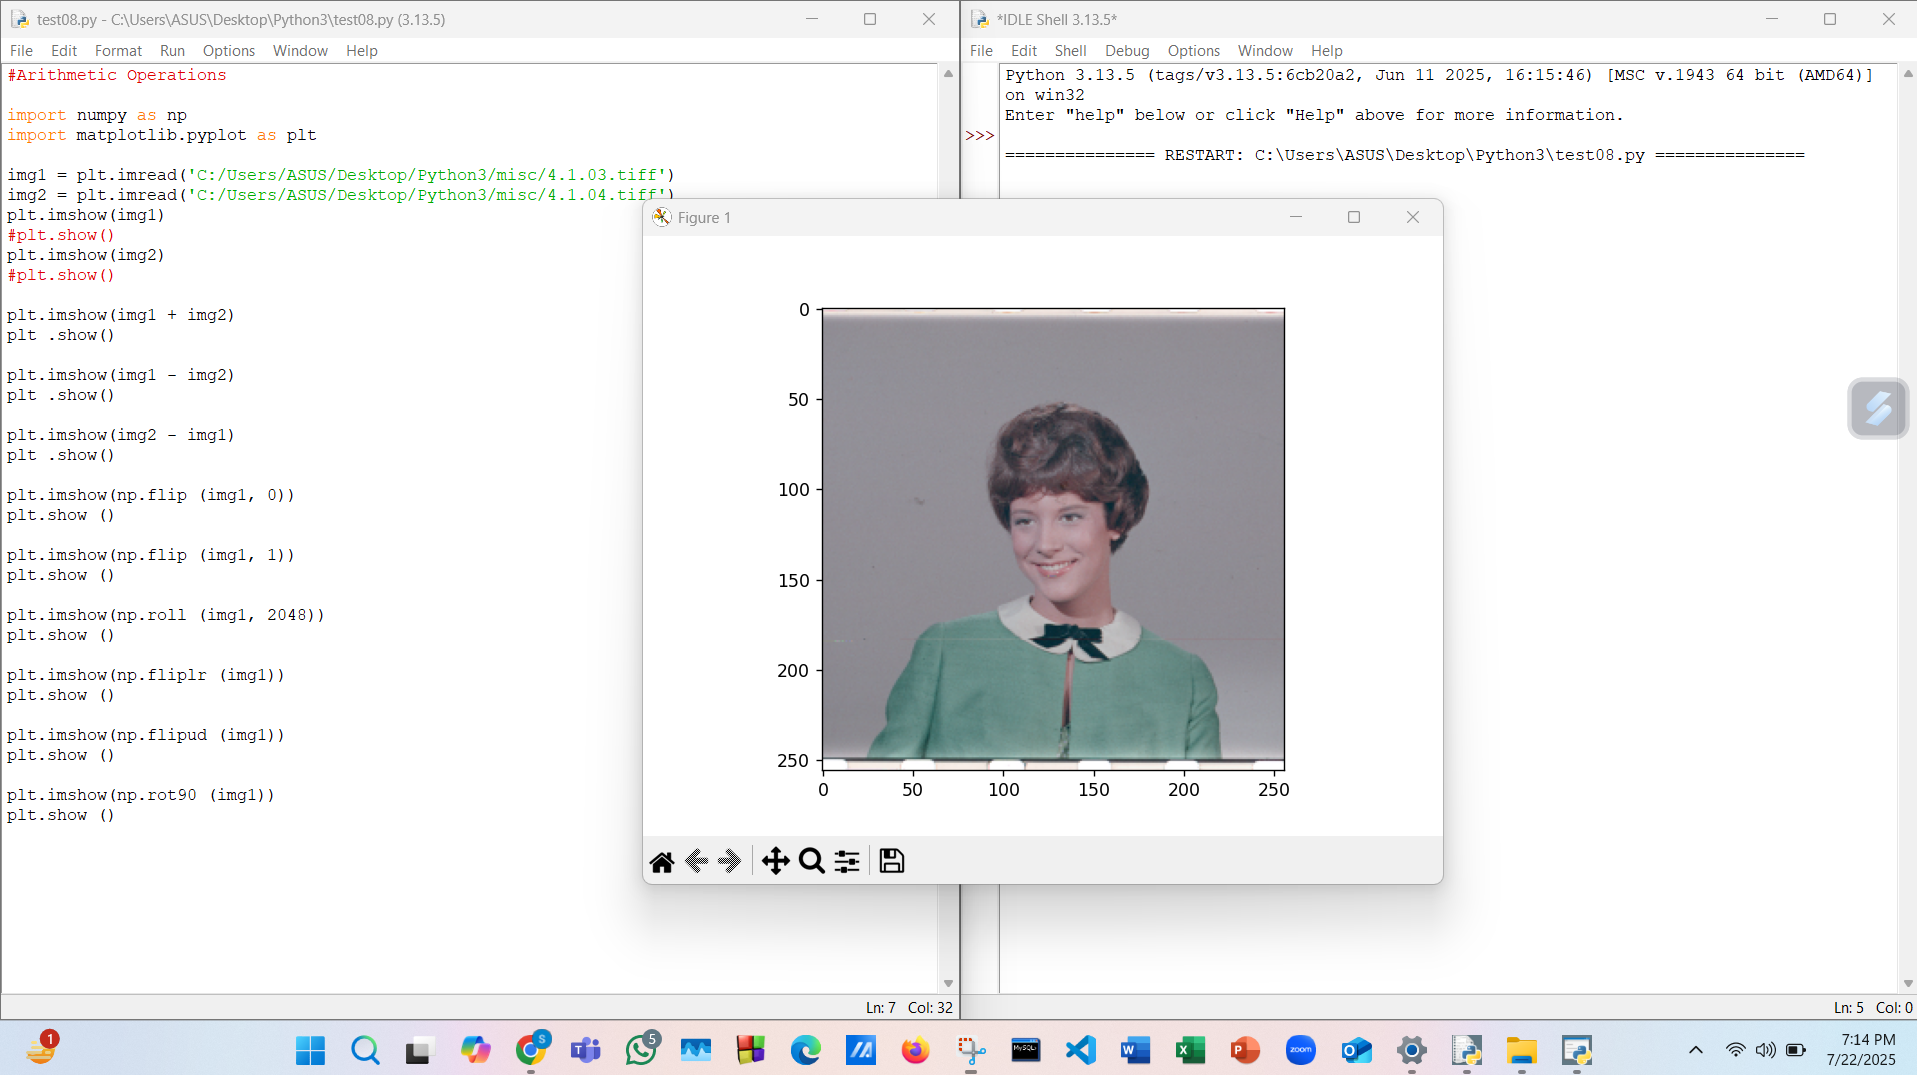 test08.py - C:\Users\ASUS\Desktop\Python3\test08.py (3.13.5)
File Edit Format Run Options Window Help
#Arithmetic Operations
import numpy as np
import matplotlib.pyplot as plt
img1 = plt.imread('C:/Users/ASUS/Desktop/Python3/misc/4.1.03.tiff')
img2 = plt.imread('C:/Users/ASUS/Desktop/Python3/misc/4.1.04.tiff')
plt.imshow(img1)
#plt.show()
plt.imshow(img2)
#plt.show()
plt.imshow(img1 + img2)
plt .show()
plt.imshow(img1 - img2)
plt .show()
plt.imshow(img2 - img1)
plt .show()
plt.imshow(np.flip (img1, 0))
plt.show ()
plt.imshow(np.flip (img1, 1))
plt.show ()
plt.imshow(np.roll (img1, 2048))
plt.show ()
plt.imshow(np.fliplr (img1))
plt.show ()
plt.imshow(np.flipud (img1))
plt.show ()
plt.imshow(np.rot90 (img1))
plt.show ()
Ln: 7 Col: 32
*IDLE Shell 3.13.5*
File Edit Shell Debug Options Window Help
Python 3.13.5 (tags/v3.13.5:6cb20a2, Jun 11 2025, 16:15:46) [MSC v.1943 64 bit (AMD64)]
on win32
Enter "help" below or click "Help" above for more information.
>>>
=============== RESTART: C:\Users\ASUS\Desktop\Python3\test08.py ===============
Ln: 5 Col: 0
Figure 1
0
50
100
150
200
250
0 50 100 150 200 250
1
S
5
MySQL
zoom
7:14 PM
7/22/2025